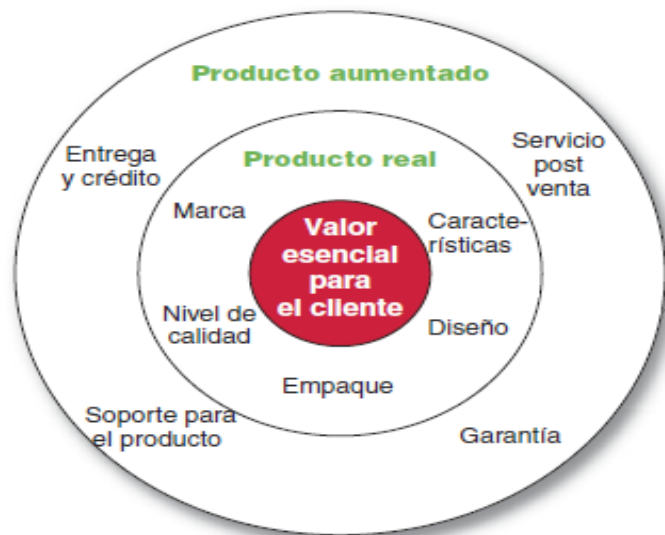 Producto aumentado
Entrega
y crédito
Servicio
post
venta
Producto real
Marca
Caracte-
rísticas
Valor
esencial
para
el cliente
Nivel de
calidad
Diseño
Empaque
Soporte para
el producto
Garantía